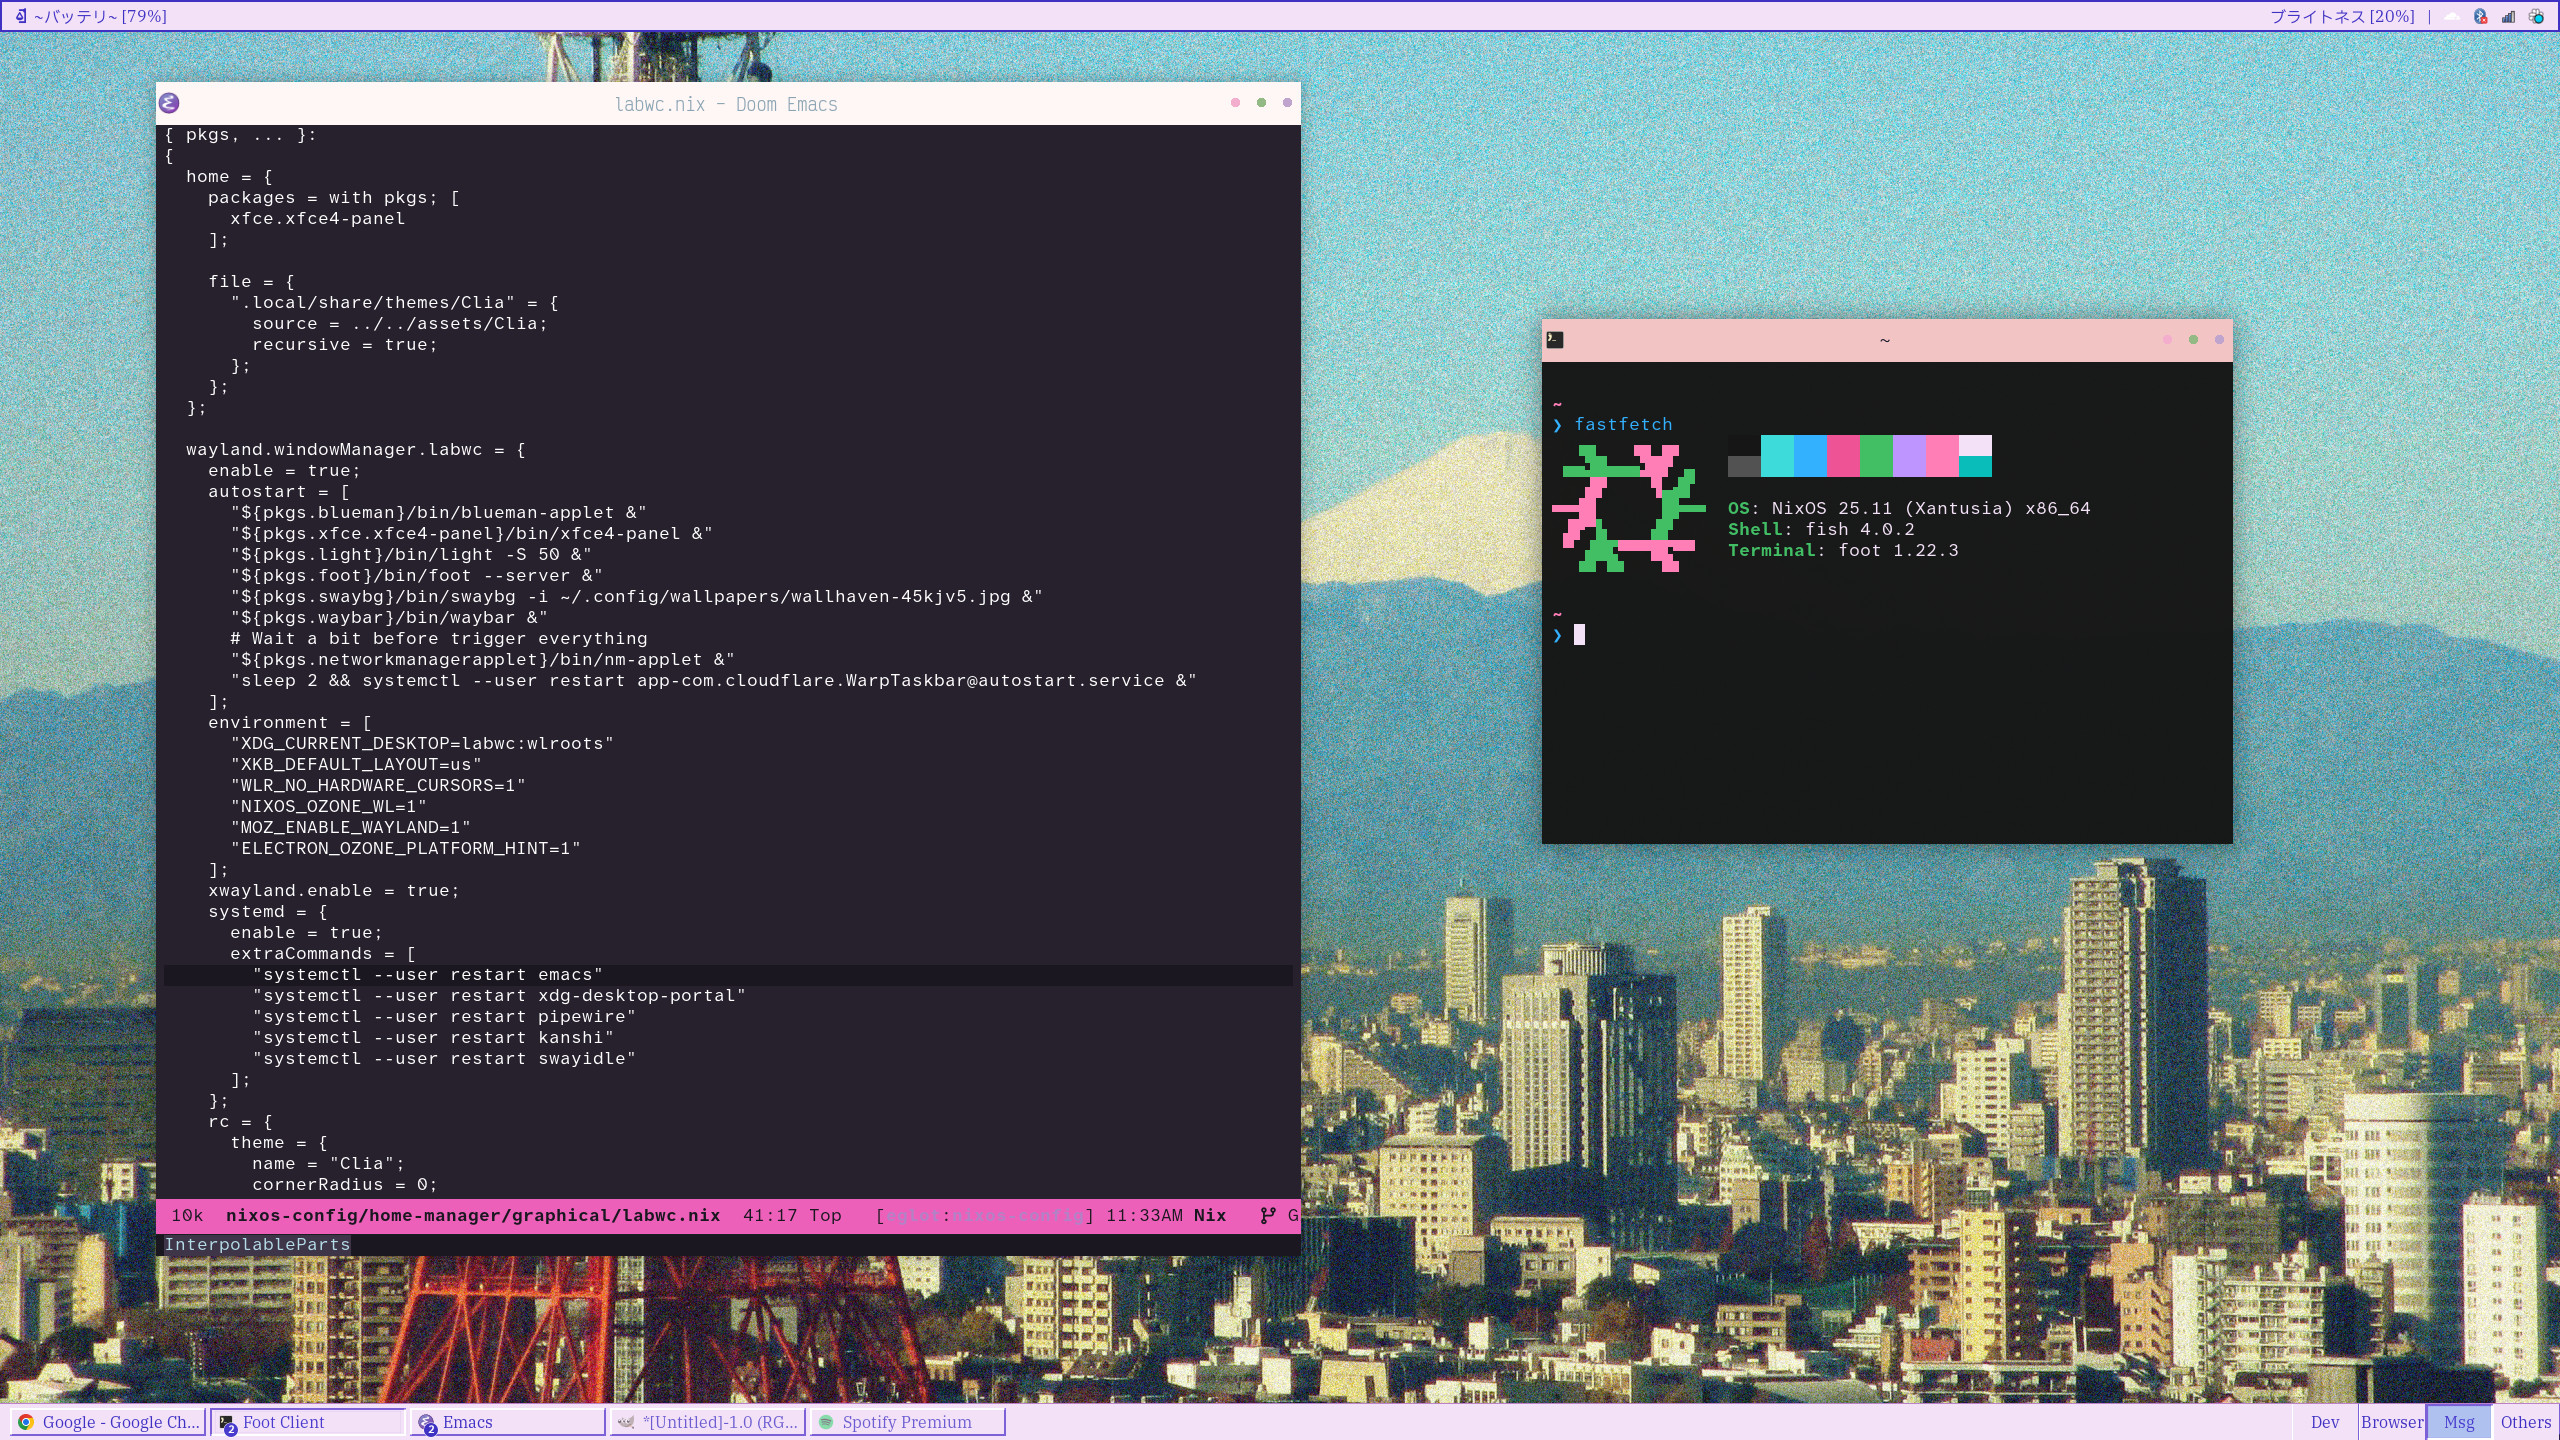 ~バッテリ~ [79%]
ブライトネス [20%] |
labwc.nix – Doom Emacs
{ pkgs, ... }:
{
  home = {
    packages = with pkgs; [
      xfce.xfce4-panel
    ];
    file = {
      ".local/share/themes/Clia" = {
        source = ../../assets/Clia;
        recursive = true;
      };
    };
  };
  wayland.windowManager.labwc = {
    enable = true;
    autostart = [
      "${pkgs.blueman}/bin/blueman-applet &"
      "${pkgs.xfce.xfce4-panel}/bin/xfce4-panel &"
      "${pkgs.light}/bin/light -S 50 &"
      "${pkgs.foot}/bin/foot --server &"
      "${pkgs.swaybg}/bin/swaybg -i ~/.config/wallpapers/wallhaven-45kjv5.jpg &"
      "${pkgs.waybar}/bin/waybar &"
      # Wait a bit before trigger everything
      "${pkgs.networkmanagerapplet}/bin/nm-applet &"
      "sleep 2 && systemctl --user restart app-com.cloudflare.WarpTaskbar@autostart.service &"
    ];
    environment = [
      "XDG_CURRENT_DESKTOP=labwc:wlroots"
      "XKB_DEFAULT_LAYOUT=us"
      "WLR_NO_HARDWARE_CURSORS=1"
      "NIXOS_OZONE_WL=1"
      "MOZ_ENABLE_WAYLAND=1"
      "ELECTRON_OZONE_PLATFORM_HINT=1"
    ];
    xwayland.enable = true;
    systemd = {
      enable = true;
      extraCommands = [
        "systemctl --user restart emacs"
        "systemctl --user restart xdg-desktop-portal"
        "systemctl --user restart pipewire"
        "systemctl --user restart kanshi"
        "systemctl --user restart swayidle"
      ];
    };
    rc = {
      theme = {
        name = "Clia";
        cornerRadius = 0;
10k nixos-config/home-manager/graphical/labwc.nix 41:17 Top [eglot:nixos-config] 11:33AM Nix G
InterpolableParts
~
~
❯ fastfetch
OS: NixOS 25.11 (Xantusia) x86_64
Shell: fish 4.0.2
Terminal: foot 1.22.3
~
❯
Google - Google Ch...
2 Foot Client
2 Emacs
*[Untitled]-1.0 (RG...
Spotify Premium
Dev
Browser
Msg
Others